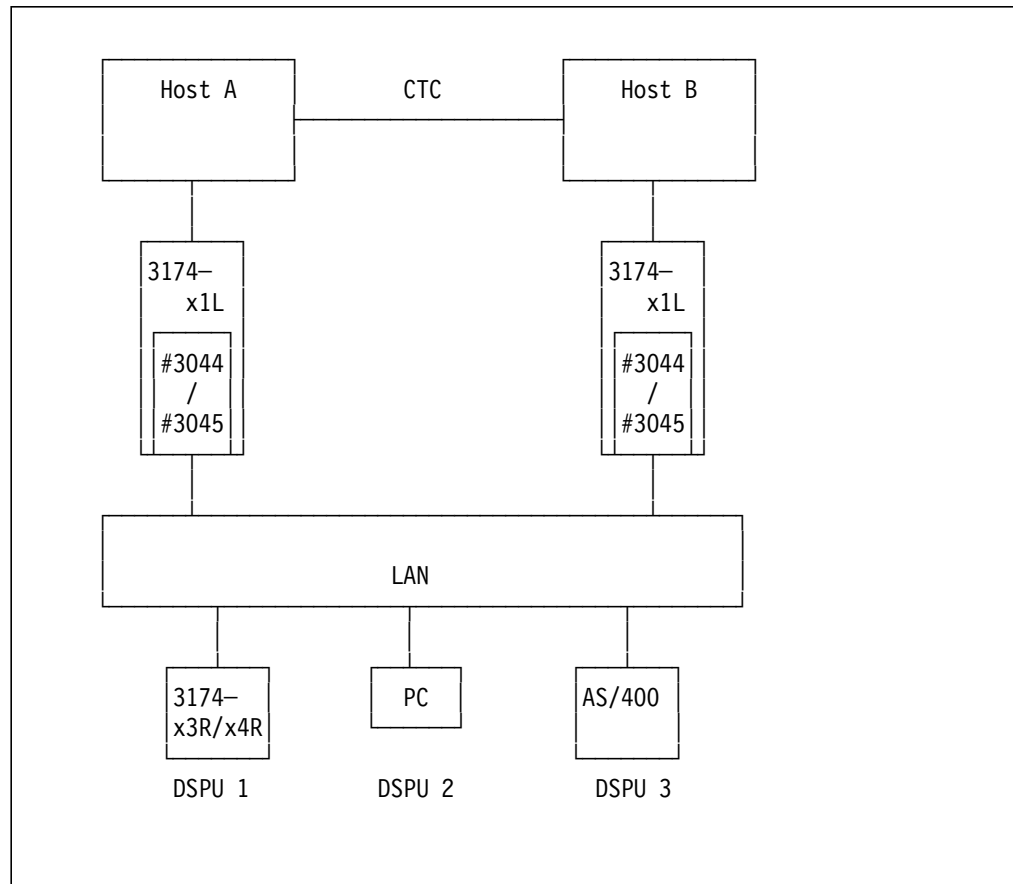 Host A CTC Host B
3174– 3174–
x1L x1L
#3044 #3044
/ /
#3045 #3045
LAN
3174– PC AS/400
x3R/x4R
DSPU 1 DSPU 2 DSPU 3